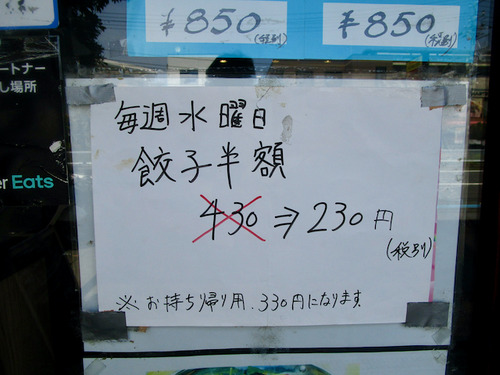 ¥850
(税別)
¥850
(税別)
ートナー
し場所
er Eats
毎週水曜日
餃子半額
430⇒230円
(税別)
※お持ち帰り用、330円になります